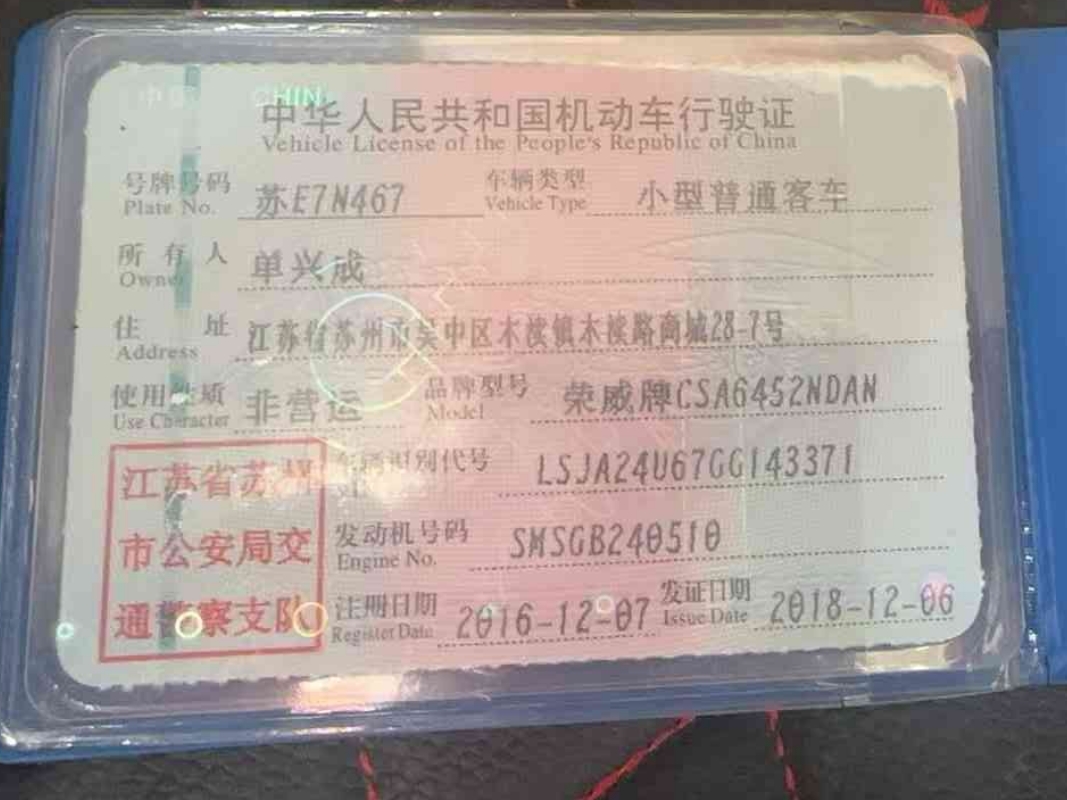 中国 CHIN
中华人民共和国机动车行驶证
Vehicle License of the People's Republic of China
号牌号码 苏E7N467 车辆类型 小型普通客车
Plate No. Vehicle Type
所有人 单兴成
Owner
住址 江苏省苏州市吴中区木渎镇木渎路商城28-7号
Address
使用性质 非营运 品牌型号 荣威牌CSA6452NDAN
Use Character Model
车辆识别代号 LSJA24U67GG143371
发动机号码 SMSGB240510
Engine No.
注册日期 2016-12-07 发证日期 2018-12-06
Register Date Issue Date
江苏省苏州
市公安局交
通警察支队